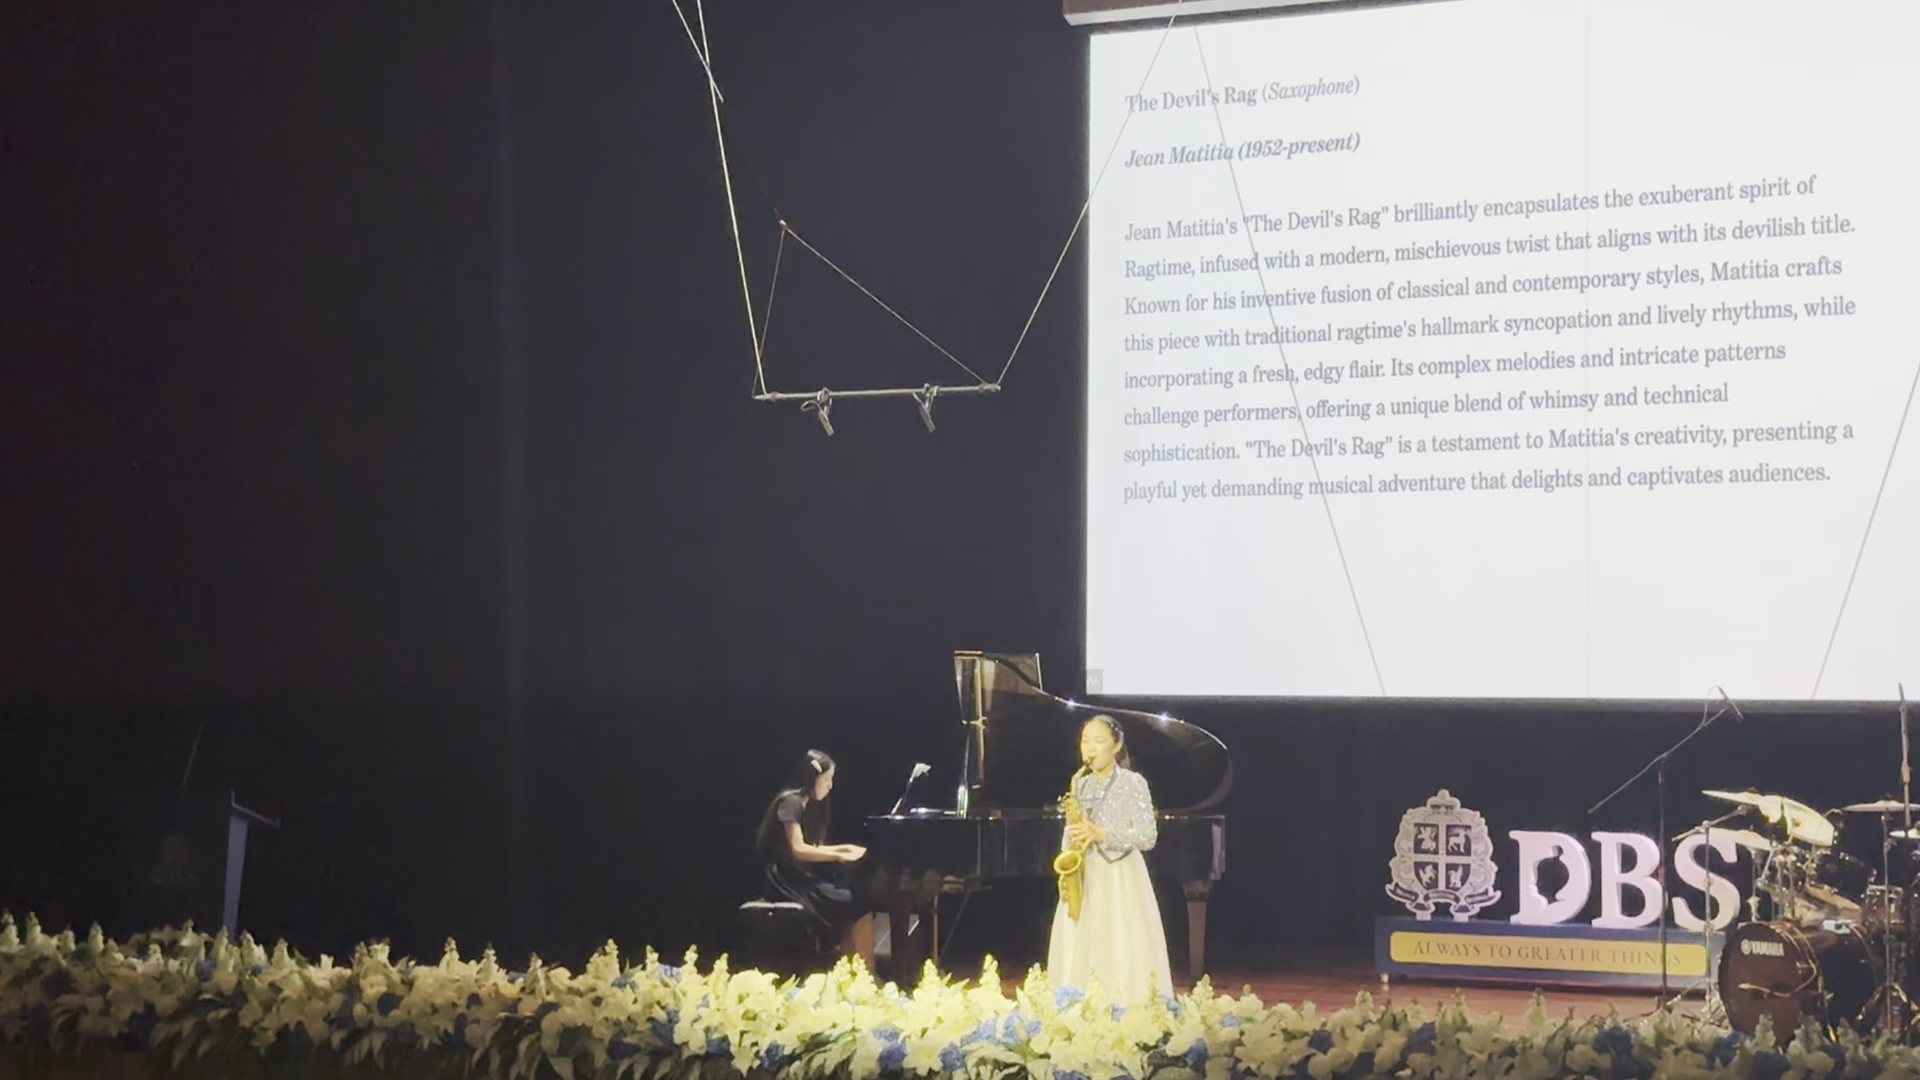 The Devil's Rag (Saxophone)
Jean Matitia (1952-present)
Jean Matitia's "The Devil's Rag" brilliantly encapsulates the exuberant spirit of
Ragtime, infused with a modern, mischievous twist that aligns with its devilish title.
Known for his inventive fusion of classical and contemporary styles, Matitia crafts
this piece with traditional ragtime's hallmark syncopation and lively rhythms, while
incorporating a fresh, edgy flair. Its complex melodies and intricate patterns
challenge performers, offering a unique blend of whimsy and technical
sophistication. "The Devil's Rag" is a testament to Matitia's creativity, presenting a
playful yet demanding musical adventure that delights and captivates audiences.
DBS
ALWAYS TO GREATER THINGS
YAMAHA
DBS